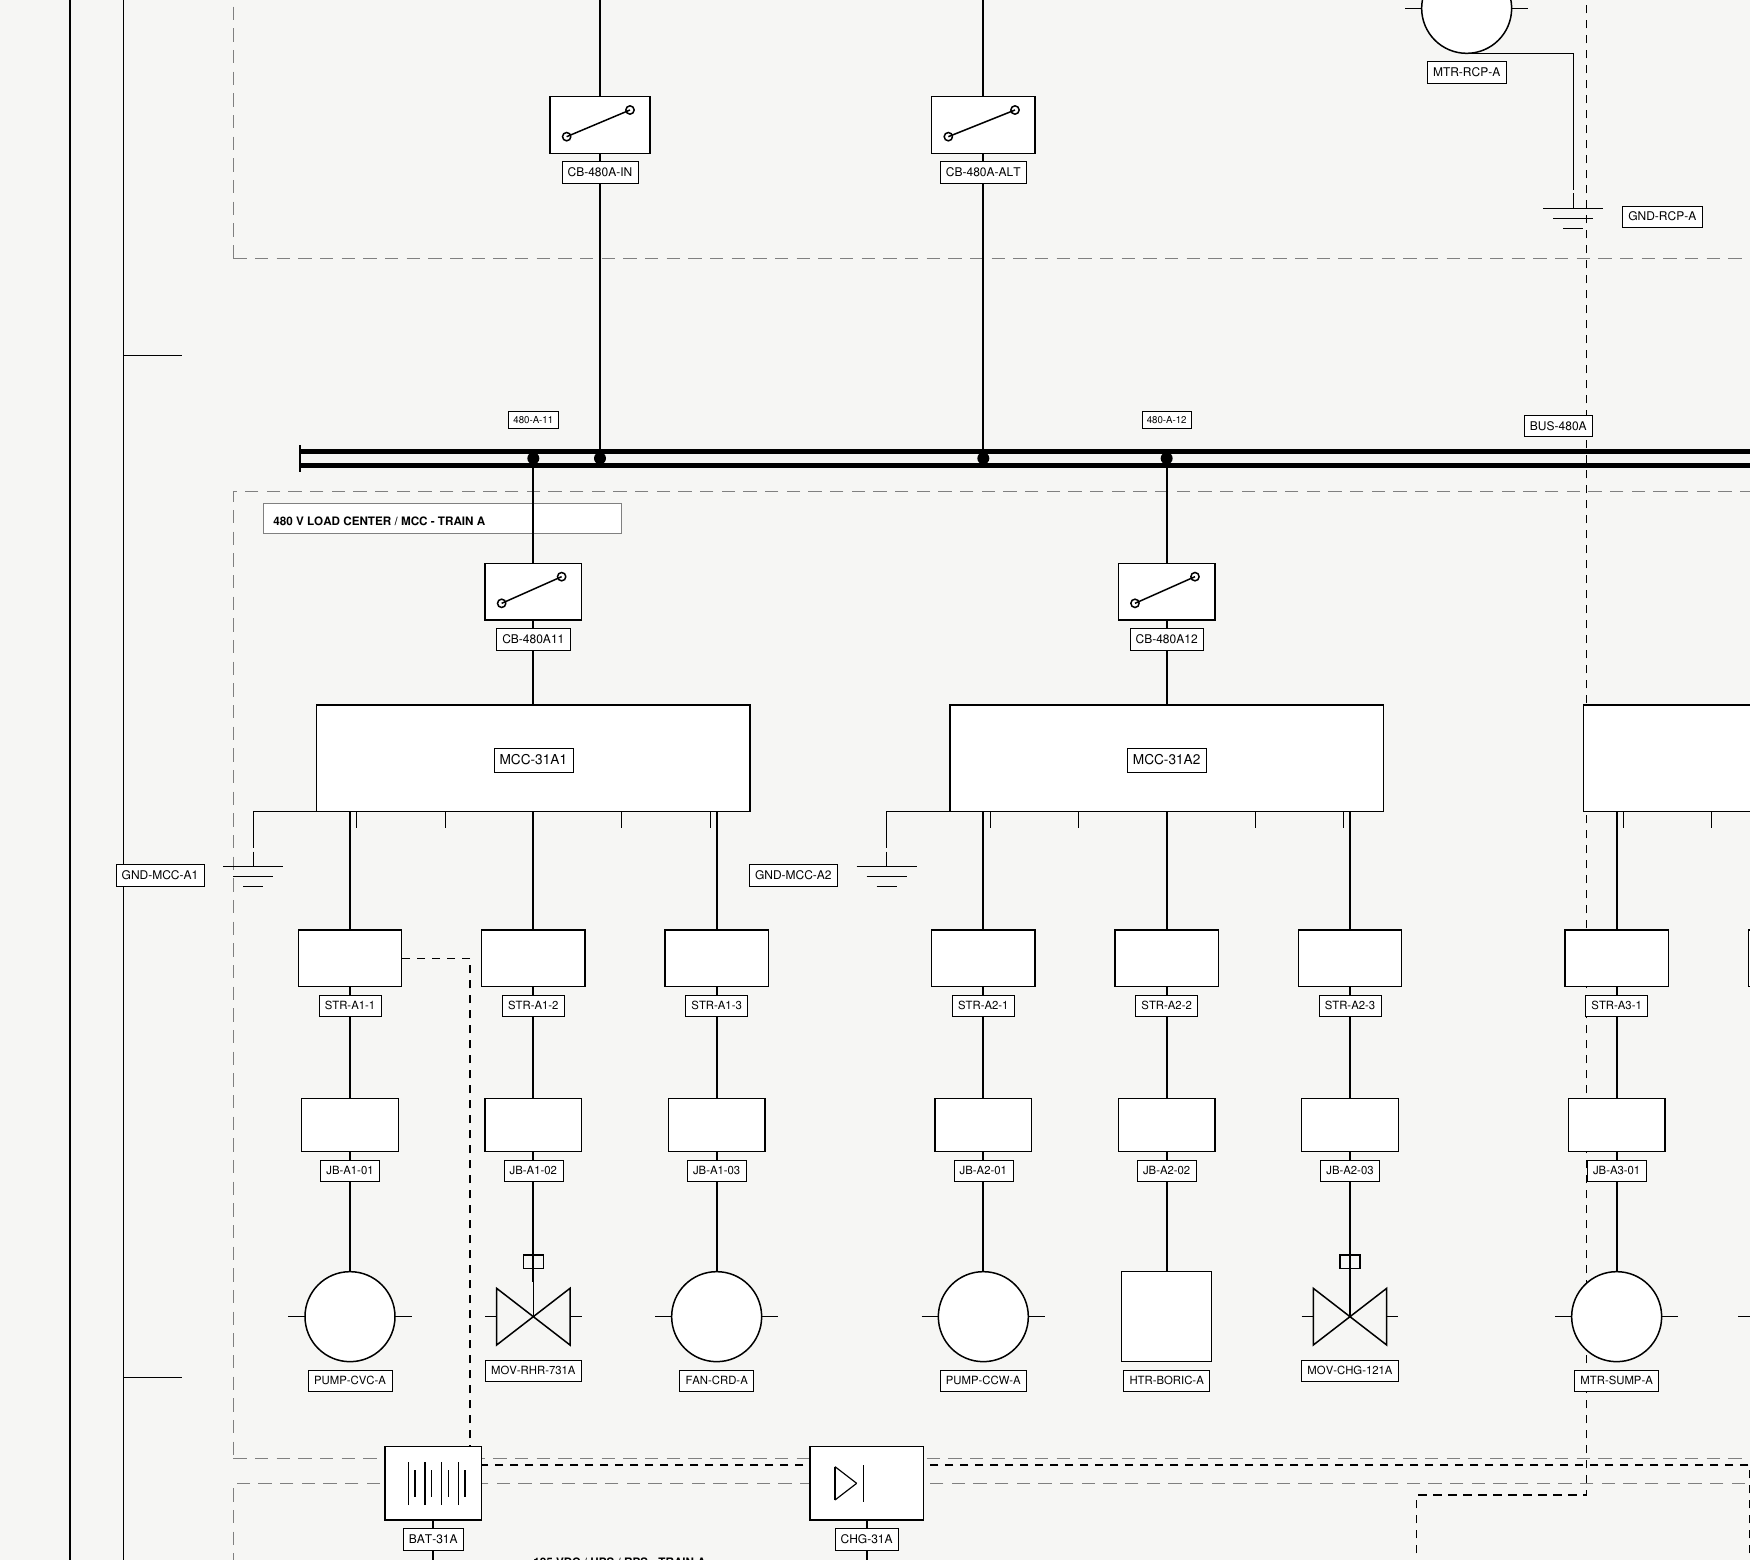 MTR-RCP-A
CB-480A-IN
CB-480A-ALT
GND-RCP-A
480-A-11
480-A-12
BUS-480A
480 V LOAD CENTER / MCC - TRAIN A
CB-480A11
CB-480A12
MCC-31A1
MCC-31A2
GND-MCC-A1
GND-MCC-A2
STR-A1-1
STR-A1-2
STR-A1-3
STR-A2-1
STR-A2-2
STR-A2-3
STR-A3-1
JB-A1-01
JB-A1-02
JB-A1-03
JB-A2-01
JB-A2-02
JB-A2-03
JB-A3-01
PUMP-CVC-A
MOV-RHR-731A
FAN-CRD-A
PUMP-CCW-A
HTR-BORIC-A
MOV-CHG-121A
MTR-SUMP-A
BAT-31A
CHG-31A